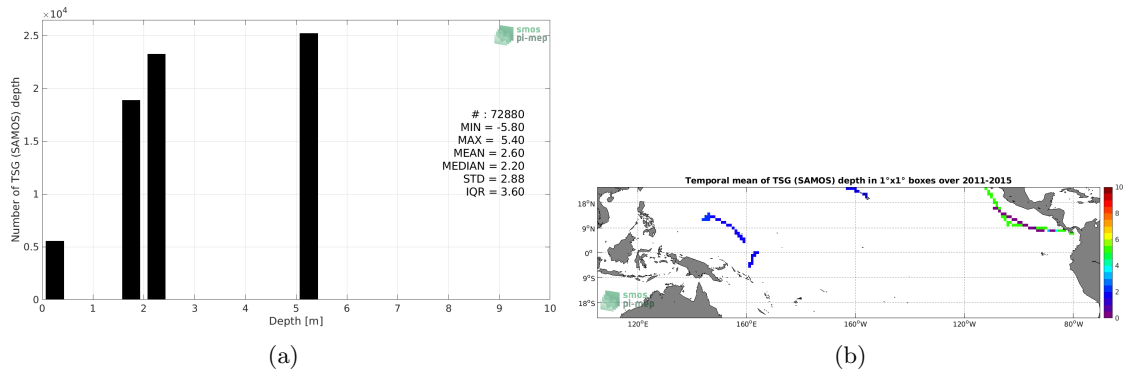 ×10⁴
2.5
2
1.5
1
0.5
0
0 1 2 3 4 5 6 7 8 9 10
Number of TSG (SAMOS) depth
Depth [m]
smos
pi-mep
# : 72880
MIN = -5.80
MAX = 5.40
MEAN = 2.60
MEDIAN = 2.20
STD = 2.88
IQR = 3.60
(a)
Temporal mean of TSG (SAMOS) depth in 1°x1° boxes over 2011-2015
18°N
9°N
0°
9°S
18°S
120°E 160°E 160°W 120°W 80°W
10
8
6
4
2
0
smos
pi-mep
(b)